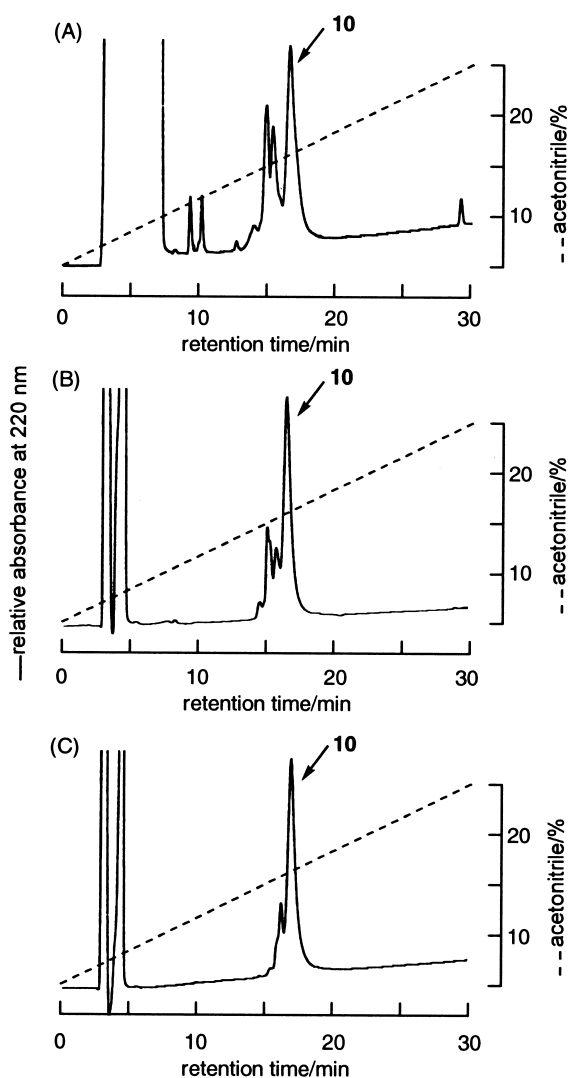 (A)
10
20
10
--acetonitrile/%
0 10 20 30
retention time/min
—relative absorbance at 220 nm
(B)
10
20
10
--acetonitrile/%
0 10 20 30
retention time/min
(C)
10
20
10
--acetonitrile/%
0 10 20 30
retention time/min